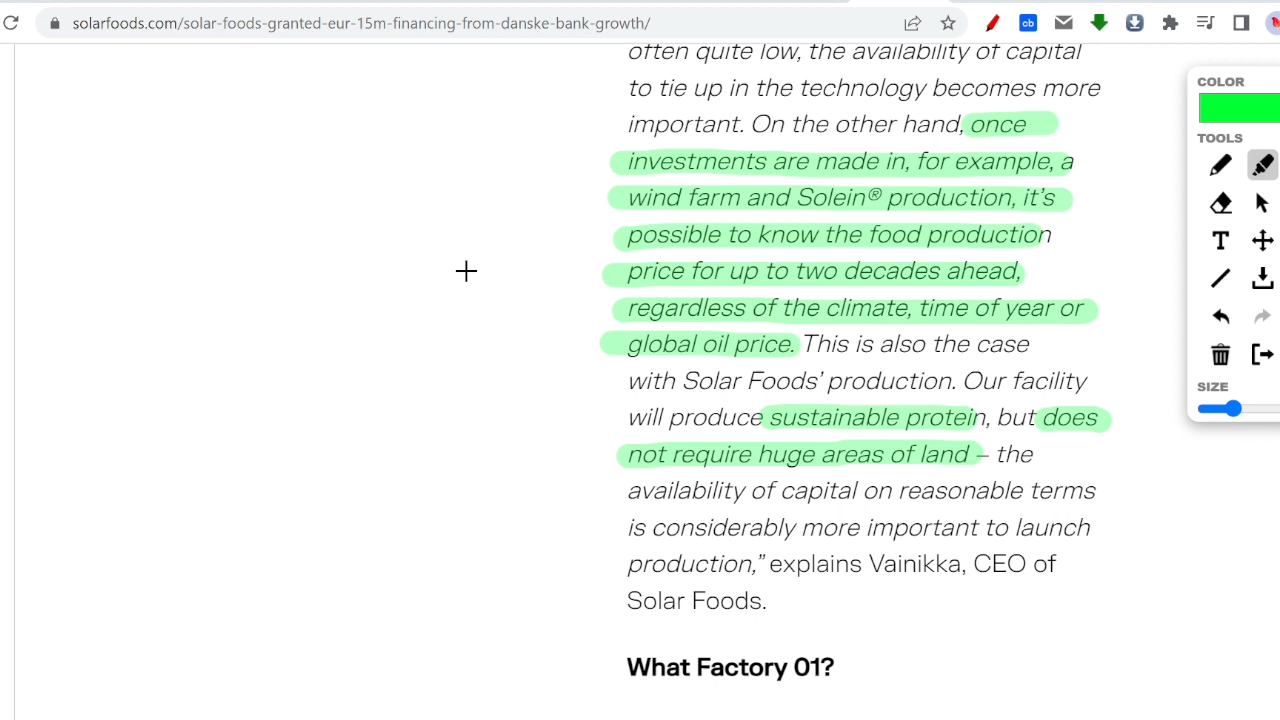 solarfoods.com/solar-foods-granted-eur-15m-financing-from-danske-bank-growth/
cb
often quite low, the availability of capital
to tie up in the technology becomes more
important. On the other hand, once
investments are made in, for example, a
wind farm and Solein® production, it's
possible to know the food production
price for up to two decades ahead,
regardless of the climate, time of year or
global oil price. This is also the case
with Solar Foods' production. Our facility
will produce sustainable protein, but does
not require huge areas of land – the
availability of capital on reasonable terms
is considerably more important to launch
production," explains Vainikka, CEO of
Solar Foods.
What Factory 01?
COLOR
TOOLS
T
SIZE